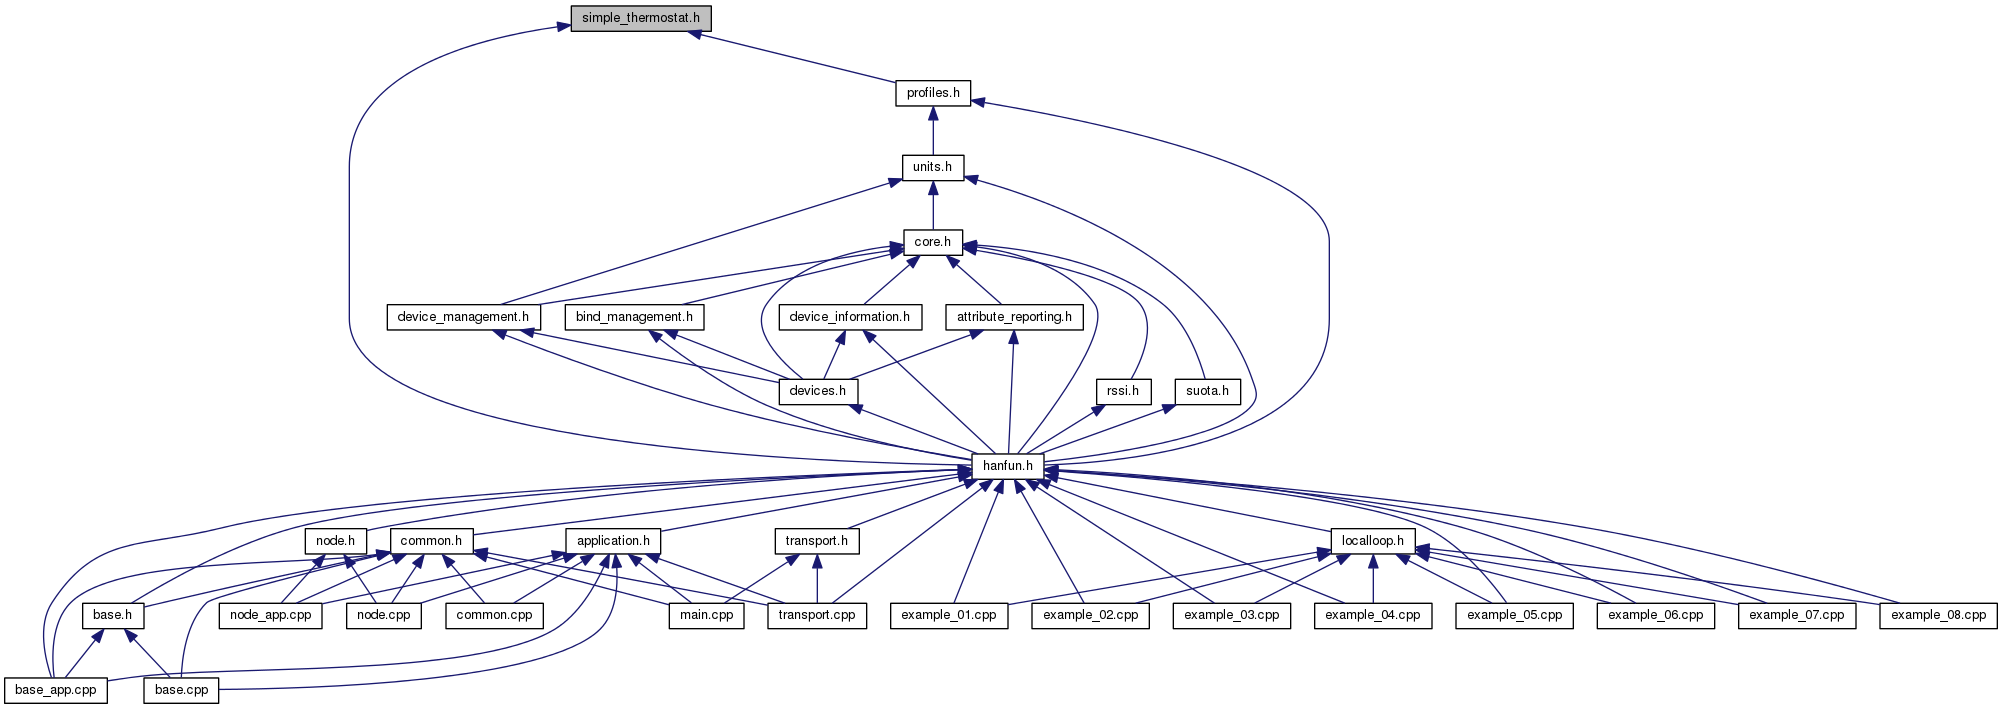 simple_thermostat.h
profiles.h
units.h
core.h
device_management.h
bind_management.h
device_information.h
attribute_reporting.h
devices.h
rssi.h
suota.h
hanfun.h
node.h
common.h
application.h
transport.h
localloop.h
base.h
node_app.cpp
node.cpp
common.cpp
main.cpp
transport.cpp
example_01.cpp
example_02.cpp
example_03.cpp
example_04.cpp
example_05.cpp
example_06.cpp
example_07.cpp
example_08.cpp
base_app.cpp
base.cpp